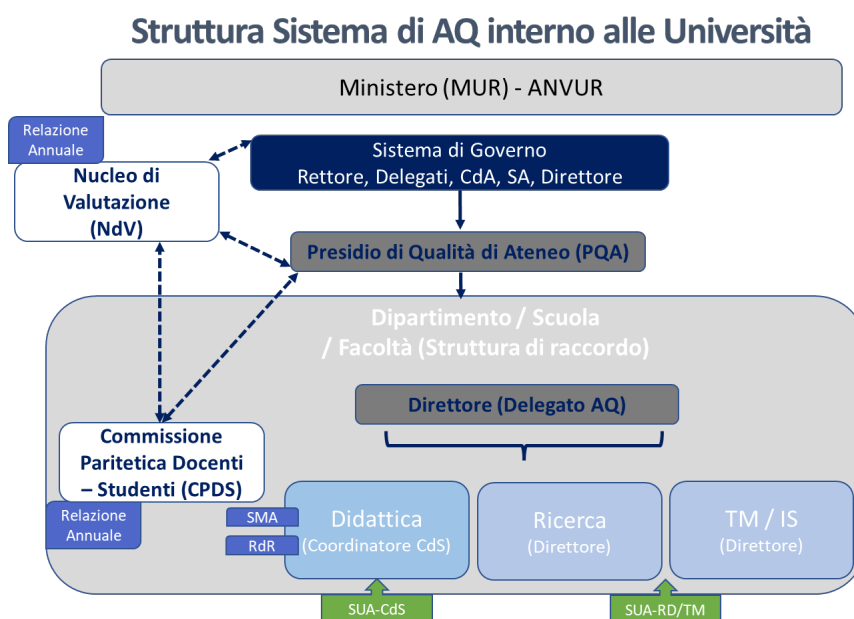 Struttura Sistema di AQ interno alle Università
Ministero (MUR) - ANVUR
Relazione
Annuale
Nucleo di
Valutazione
(NdV)
Sistema di Governo
Rettore, Delegati, CdA, SA, Direttore
Presidio di Qualità di Ateneo (PQA)
Dipartimento / Scuola
/ Facoltà (Struttura di raccordo)
Direttore (Delegato AQ)
Commissione
Paritetica Docenti
– Studenti (CPDS)
Relazione
Annuale
SMA
RdR
Didattica
(Coordinatore CdS)
Ricerca
(Direttore)
TM / IS
(Direttore)
SUA-CdS
SUA-RD/TM